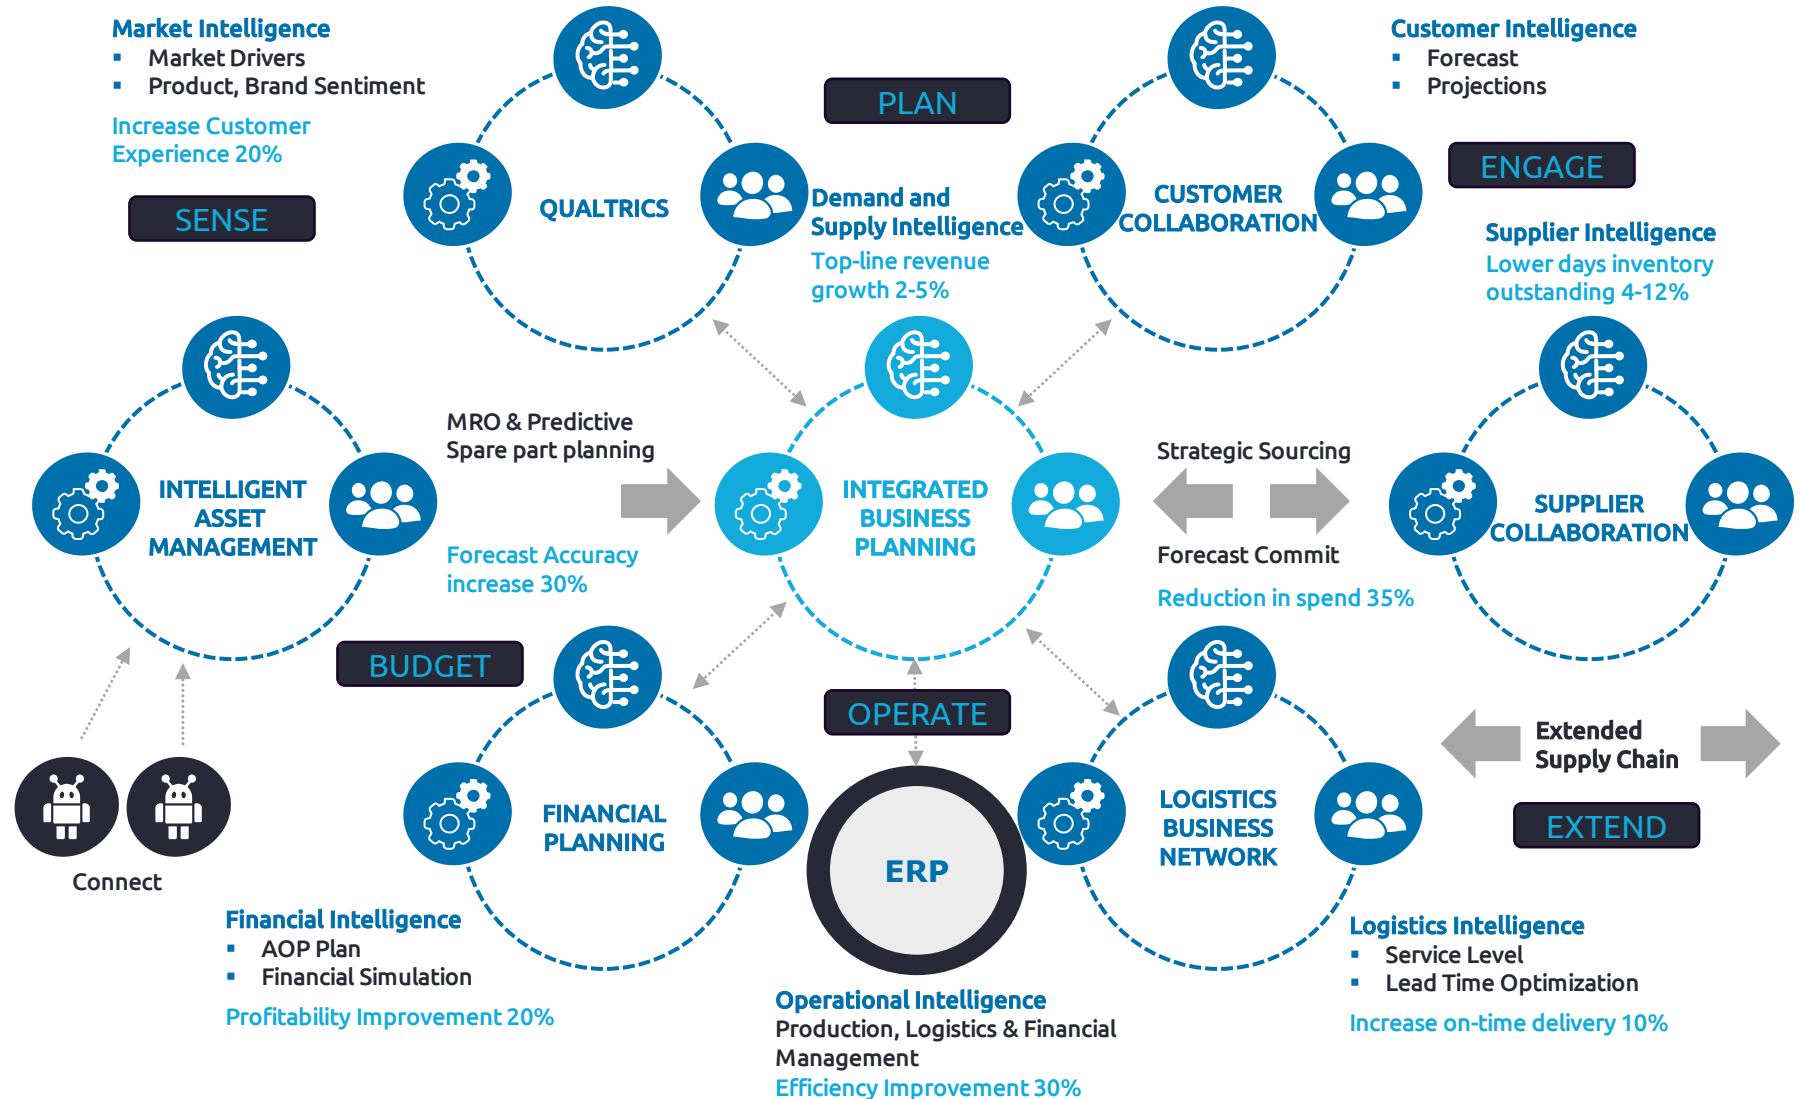 Market Intelligence
▪ Market Drivers
▪ Product, Brand Sentiment
Increase Customer
Experience 20%
SENSE
QUALTRICS
PLAN
Demand and
Supply Intelligence
Top-line revenue
growth 2-5%
CUSTOMER
COLLABORATION
Customer Intelligence
▪ Forecast
▪ Projections
ENGAGE
Supplier Intelligence
Lower days inventory
outstanding 4-12%
INTELLIGENT
ASSET
MANAGEMENT
MRO & Predictive
Spare part planning
Forecast Accuracy
increase 30%
INTEGRATED
BUSINESS
PLANNING
Strategic Sourcing
Forecast Commit
Reduction in spend 35%
SUPPLIER
COLLABORATION
BUDGET
OPERATE
Extended
Supply Chain
EXTEND
Connect
FINANCIAL
PLANNING
ERP
LOGISTICS
BUSINESS
NETWORK
Financial Intelligence
▪ AOP Plan
▪ Financial Simulation
Profitability Improvement 20%
Operational Intelligence
Production, Logistics & Financial
Management
Efficiency Improvement 30%
Logistics Intelligence
▪ Service Level
▪ Lead Time Optimization
Increase on-time delivery 10%